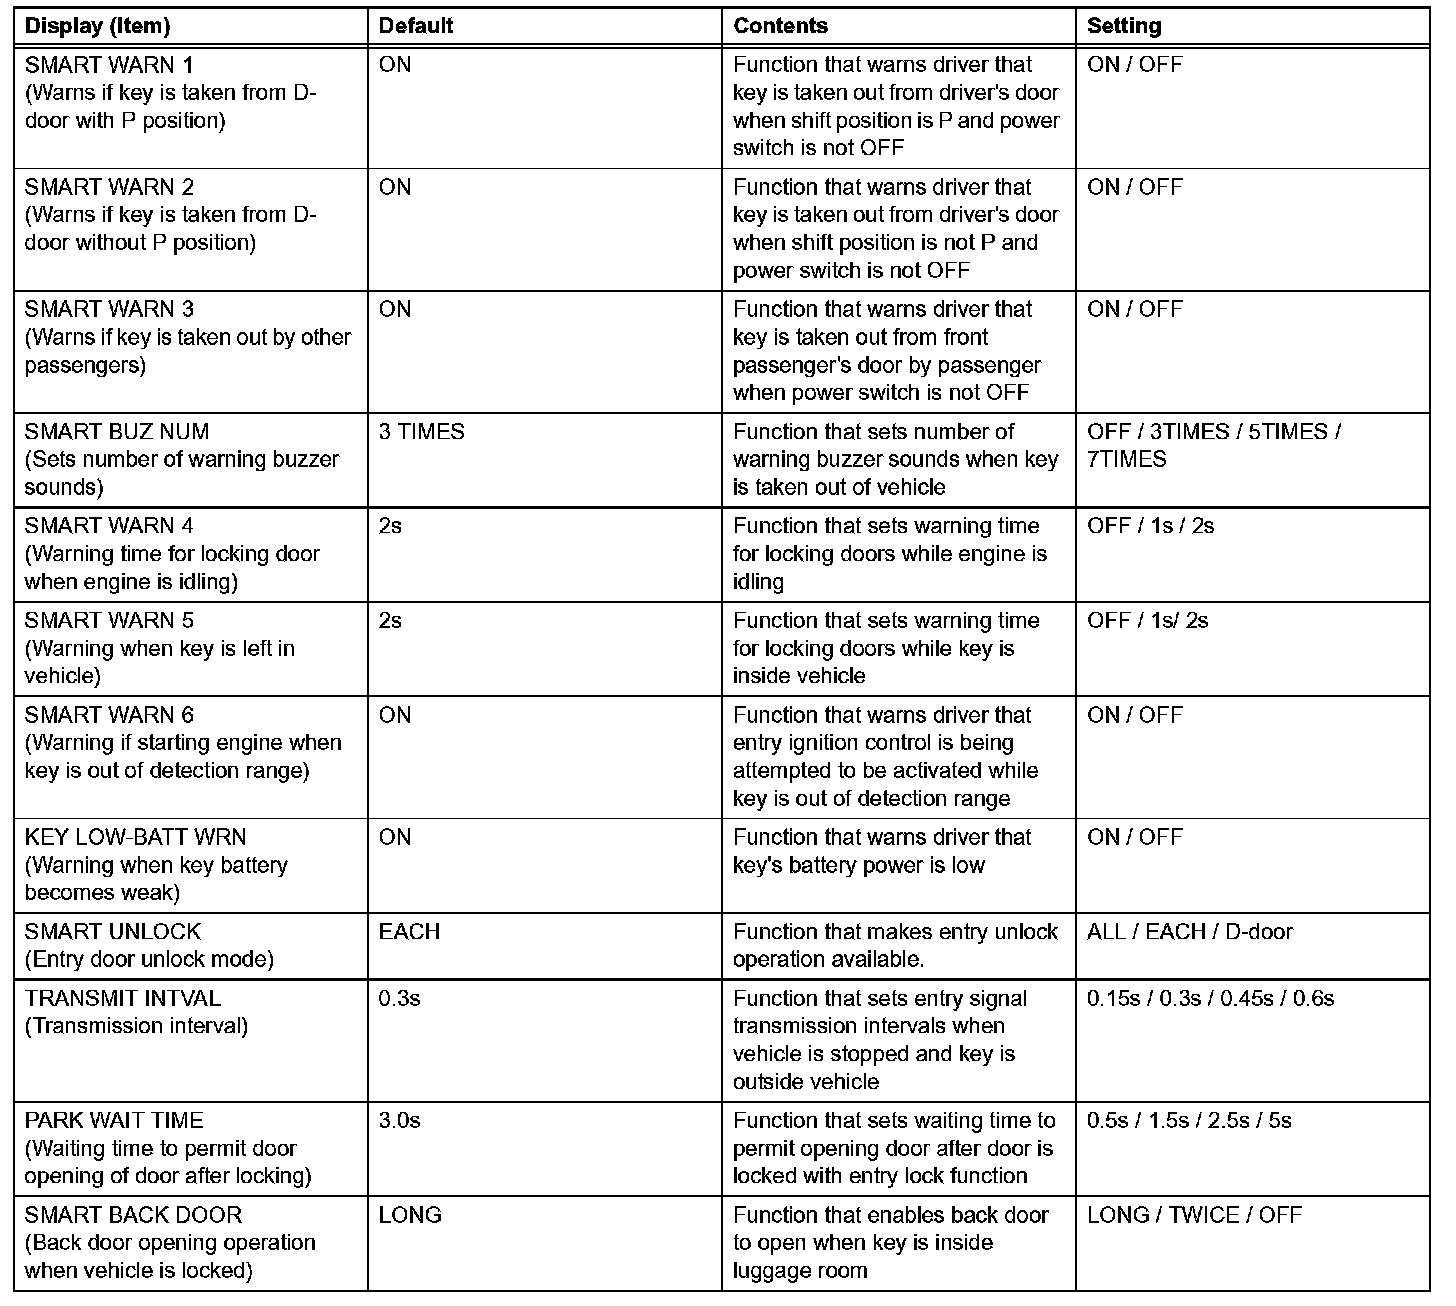 Display (Item) Default Contents Setting
SMART WARN 1
(Warns if key is taken from D-
door with P position)
ON
Function that warns driver that
key is taken out from driver's door
when shift position is P and power
switch is not OFF
ON / OFF
SMART WARN 2
(Warns if key is taken from D-
door without P position)
ON
Function that warns driver that
key is taken out from driver's door
when shift position is not P and
power switch is not OFF
ON / OFF
SMART WARN 3
(Warns if key is taken out by other
passengers)
ON
Function that warns driver that
key is taken out from front
passenger's door by passenger
when power switch is not OFF
ON / OFF
SMART BUZ NUM
(Sets number of warning buzzer
sounds)
3 TIMES
Function that sets number of
warning buzzer sounds when key
is taken out of vehicle
OFF / 3TIMES / 5TIMES /
7TIMES
SMART WARN 4
(Warning time for locking door
when engine is idling)
2s
Function that sets warning time
for locking doors while engine is
idling
OFF / 1s / 2s
SMART WARN 5
(Warning when key is left in
vehicle)
2s
Function that sets warning time
for locking doors while key is
inside vehicle
OFF / 1s/ 2s
SMART WARN 6
(Warning if starting engine when
key is out of detection range)
ON
Function that warns driver that
entry ignition control is being
attempted to be activated while
key is out of detection range
ON / OFF
KEY LOW-BATT WRN
(Warning when key battery
becomes weak)
ON
Function that warns driver that
key's battery power is low
ON / OFF
SMART UNLOCK
(Entry door unlock mode)
EACH
Function that makes entry unlock
operation available.
ALL / EACH / D-door
TRANSMIT INTVAL
(Transmission interval)
0.3s
Function that sets entry signal
transmission intervals when
vehicle is stopped and key is
outside vehicle
0.15s / 0.3s / 0.45s / 0.6s
PARK WAIT TIME
(Waiting time to permit door
opening of door after locking)
3.0s
Function that sets waiting time to
permit opening door after door is
locked with entry lock function
0.5s / 1.5s / 2.5s / 5s
SMART BACK DOOR
(Back door opening operation
when vehicle is locked)
LONG
Function that enables back door
to open when key is inside
luggage room
LONG / TWICE / OFF